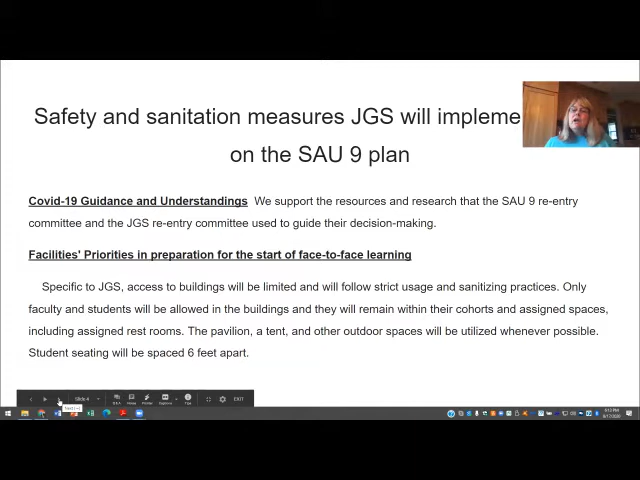 Safety and sanitation measures JGS will impleme
on the SAU 9 plan
Covid-19 Guidance and Understandings We support the resources and research that the SAU 9 re-entry
committee and the JGS re-entry committee used to guide their decision-making.
Facilities' Priorities in preparation for the start of face-to-face learning
Specific to JGS, access to buildings will be limited and will follow strict usage and sanitizing practices. Only
faculty and students will be allowed in the buildings and they will remain within their cohorts and assigned spaces,
including assigned rest rooms. The pavilion, a tent, and other outdoor spaces will be utilized whenever possible.
Student seating will be spaced 6 feet apart.
Slide 4
Q&A Notes Pointer Captions Tips EXIT